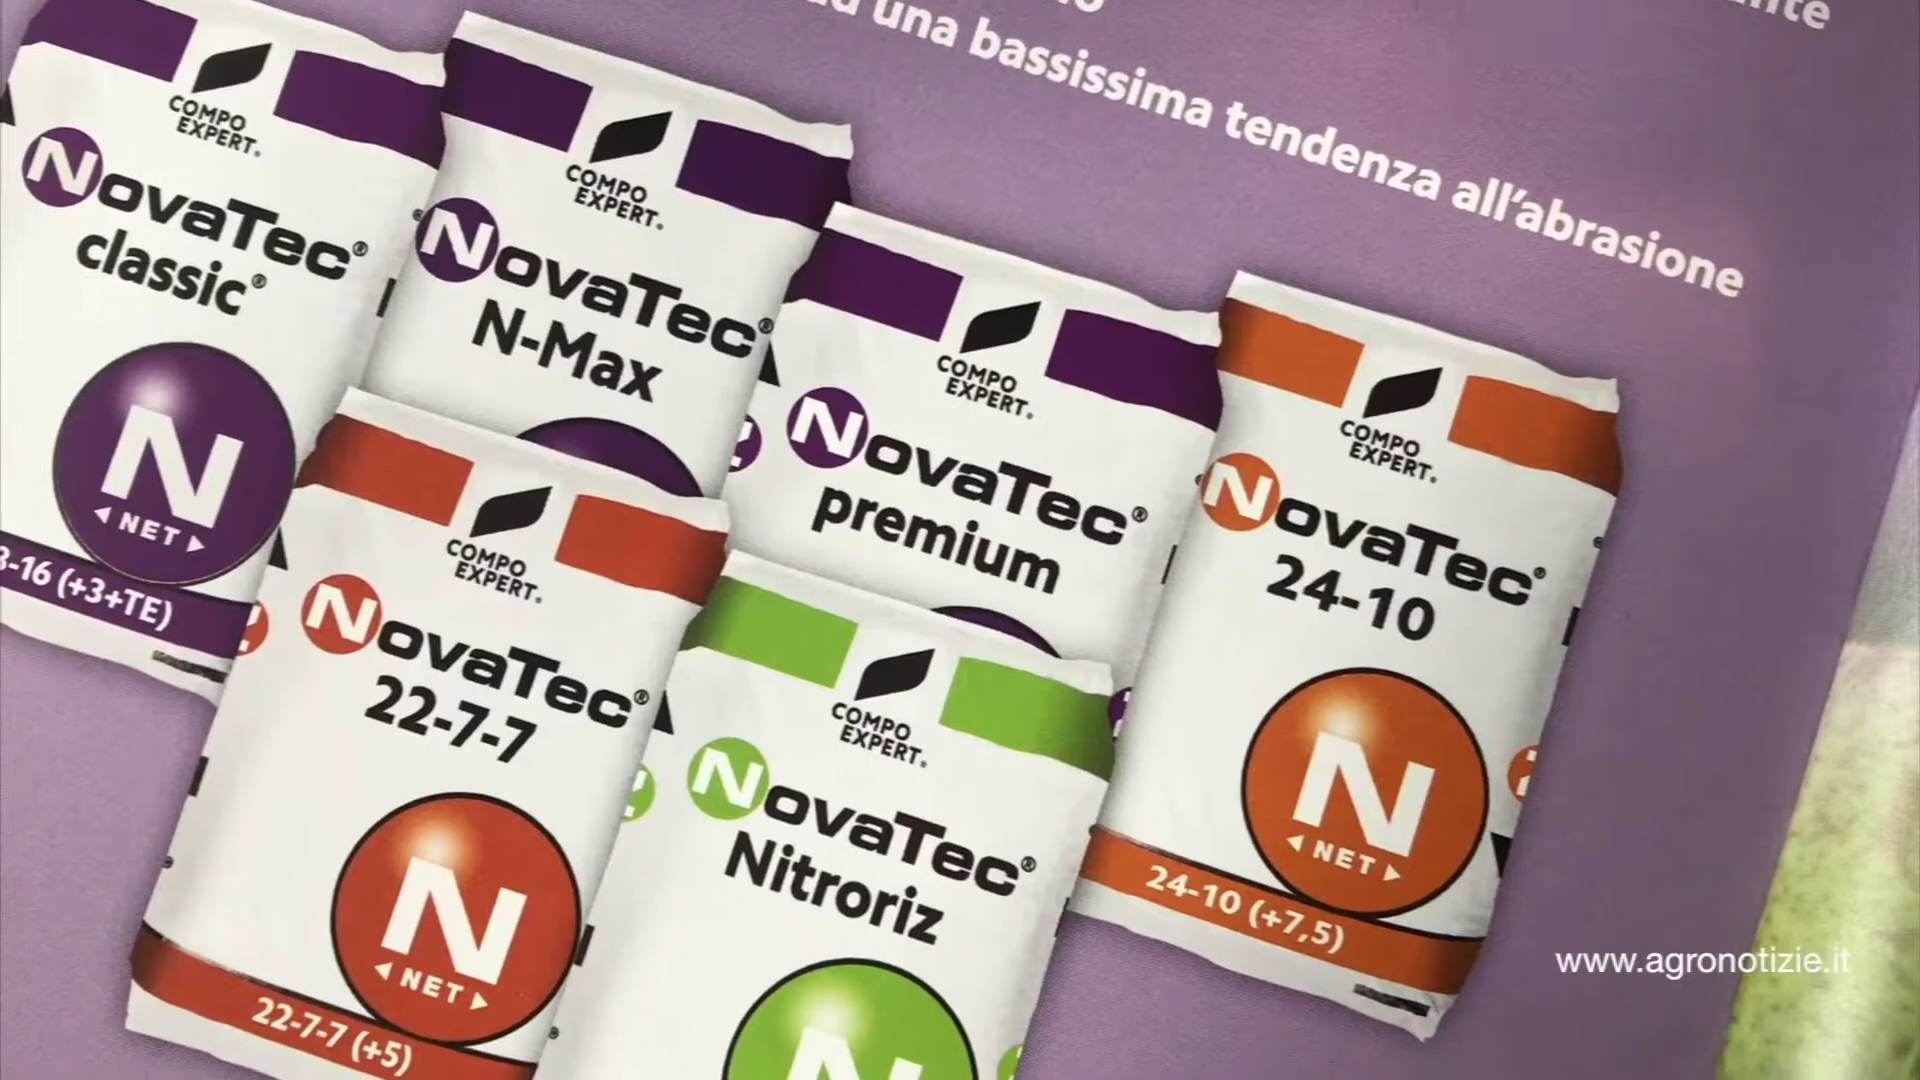 una bassissima tendenza all'abrasione
COMPO
EXPERT®
NovaTec®
classic®
N
NET
-16 (+3+TE)
COMPO
EXPERT®
NovaTec®
N-Max
COMPO
EXPERT®
NovaTec®
premium
COMPO
EXPERT®
NovaTec®
24-10
N
NET
24-10 (+7,5)
COMPO
EXPERT®
NovaTec®
22-7-7
N
NET
22-7-7 (+5)
COMPO
EXPERT®
NovaTec®
Nitroriz
N
www.agronotizie.it